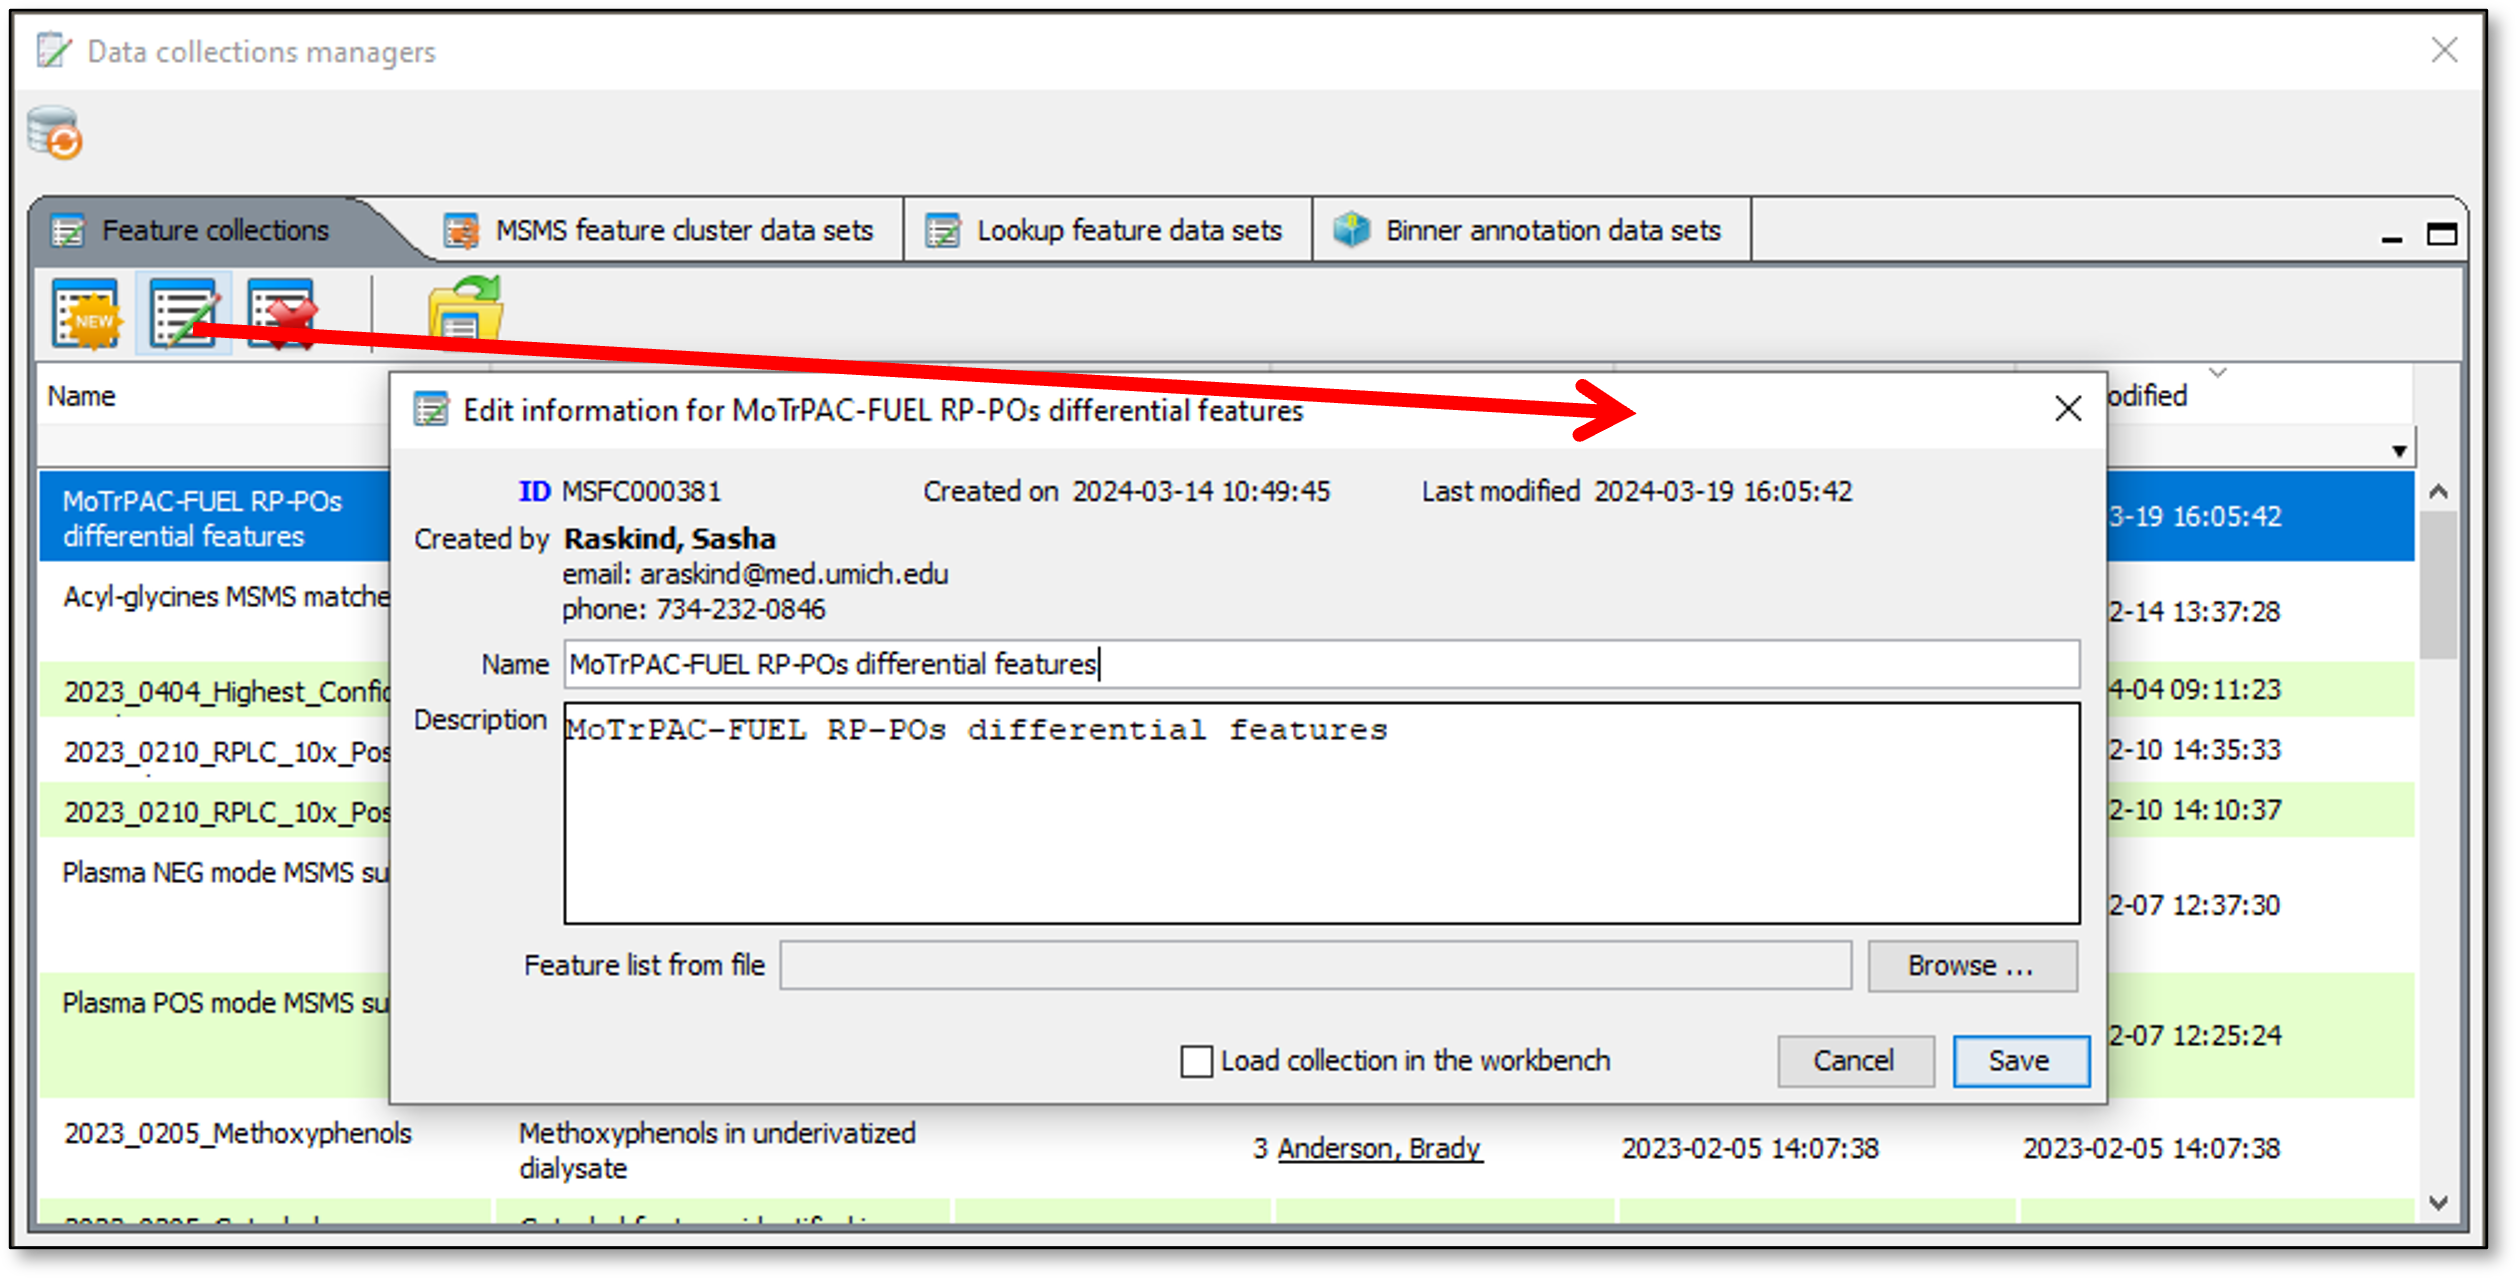 Data collections managers
Feature collections
MSMS feature cluster data sets
Lookup feature data sets
Binner annotation data sets
NEW
Name
odified
Edit information for MoTrPAC-FUEL RP-POs differential features
ID MSFC000381 Created on 2024-03-14 10:49:45 Last modified 2024-03-19 16:05:42
Created by Raskind, Sasha
email: araskind@med.umich.edu
phone: 734-232-0846
Name MoTrPAC-FUEL RP-POs differential features
Description MoTrPAC-FUEL RP-POs differential features
Feature list from file Browse ...
Load collection in the workbench Cancel Save
MoTrPAC-FUEL RP-POs
differential features
3-19 16:05:42
Acyl-glycines MSMS matche
2-14 13:37:28
2023_0404_Highest_Confid
4-04 09:11:23
2023_0210_RPLC_10x_Pos
2-10 14:35:33
2023_0210_RPLC_10x_Pos
2-10 14:10:37
Plasma NEG mode MSMS su
2-07 12:37:30
Plasma POS mode MSMS su
2-07 12:25:24
2023_0205_Methoxyphenols
Methoxyphenols in underivatized
dialysate
3 Anderson, Brady 2023-02-05 14:07:38 2023-02-05 14:07:38